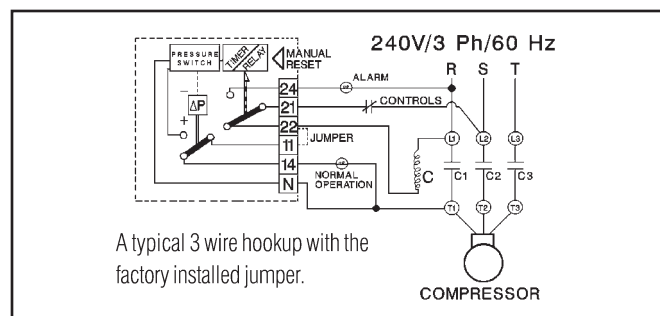 240V/3 Ph/60 Hz
R S T
PRESSURE
SWITCH
TIMER
RELAY
MANUAL
RESET
24
ALARM
21
CONTROLS
22
11
JUMPER
14
NORMAL
OPERATION
N
ΔP
−
+
L1 L2 L3
C C1 C2 C3
T1 T2 T3
COMPRESSOR
A typical 3 wire hookup with the
factory installed jumper.